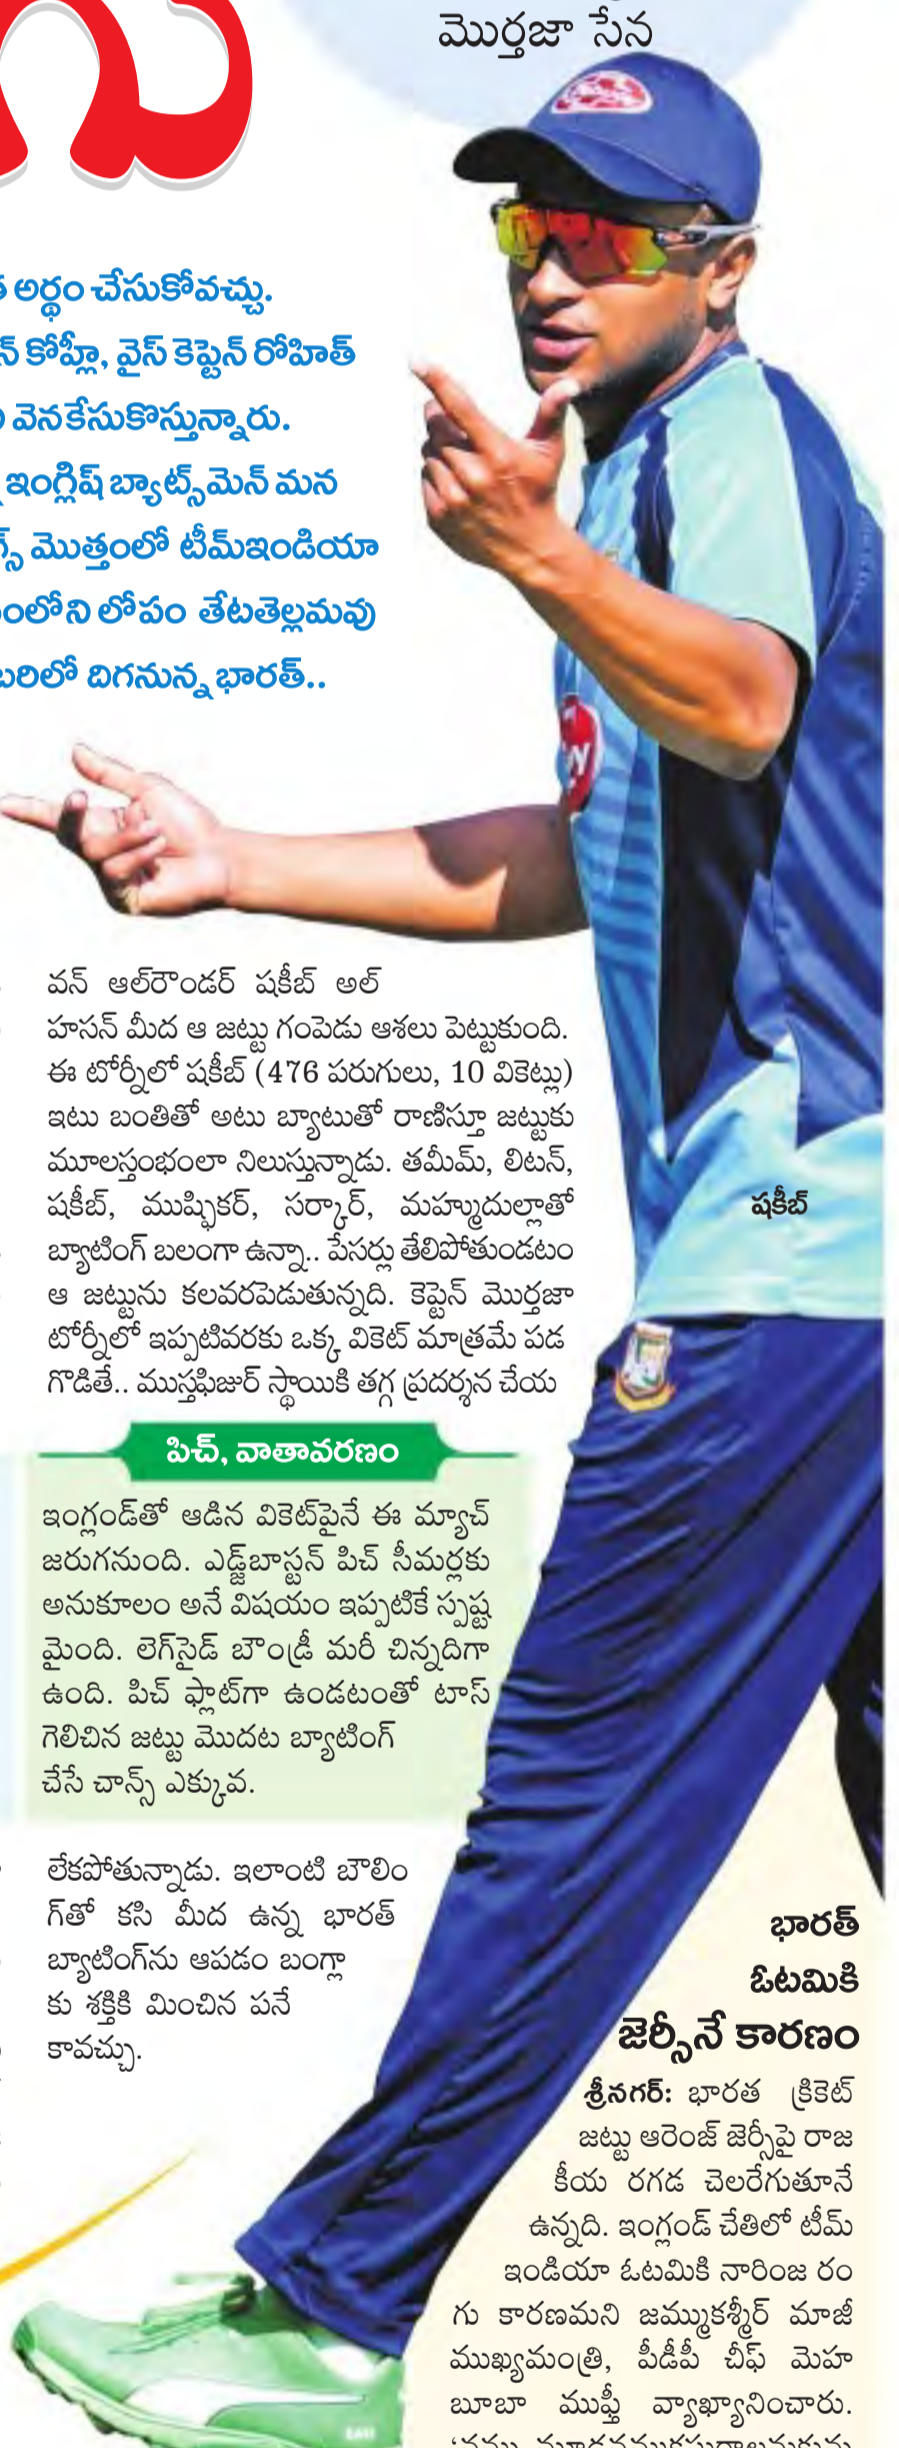 మొర్తజా సేన
గు
అర్థం చేసుకోవచ్చు.
న్ కోహ్లీ, వైస్ కెప్టెన్ రోహిత్
వెనకేసుకొస్తున్నారు.
ఇంగ్లిష్ బ్యాట్స్‌మెన్ మన
మొత్తంలో టీమ్ఇండియా
లోపం తేటతెల్లమవు
బరిలో దిగనున్న భారత్..
వన్ ఆల్‌రౌండర్ షకీబ్ అల్
హసన్ మీద ఆ జట్టు గంపెడు ఆశలు పెట్టుకుంది.
ఈ టోర్నీలో షకీబ్ (476 పరుగులు, 10 వికెట్లు)
ఇటు బంతితో అటు బ్యాటుతో రాణిస్తూ జట్టుకు
మూలస్తంభంలా నిలుస్తున్నాడు. తమీమ్, లిటన్,
షకీబ్, ముష్ఫికర్, సర్కార్, మహ్ముదుల్లాతో
బ్యాటింగ్ బలంగా ఉన్నా.. పేసర్లు తేలిపోతుండటం
ఆ జట్టును కలవరపెడుతున్నది. కెప్టెన్ మొర్తజా
టోర్నీలో ఇప్పటివరకు ఒక్క వికెట్ మాత్రమే పడ
గొడితే.. ముస్తఫిజుర్ స్థాయికి తగ్గ ప్రదర్శన చేయ
షకీబ్
పిచ్, వాతావరణం
ఇంగ్లండ్‌తో ఆడిన వికెట్‌పైనే ఈ మ్యాచ్
జరుగనుంది. ఎడ్జ్‌బాస్టన్ పిచ్ సీమర్లకు
అనుకూలం అనే విషయం ఇప్పటికే స్పష్ట
మైంది. లెగ్‌సైడ్ బౌండ్రీ మరీ చిన్నదిగా
ఉంది. పిచ్ ఫ్లాట్‌గా ఉండటంతో టాస్
గెలిచిన జట్టు మొదట బ్యాటింగ్
చేసే చాన్స్ ఎక్కువ.
లేకపోతున్నాడు. ఇలాంటి బౌలిం
గ్‌తో కసి మీద ఉన్న భారత్
బ్యాటింగ్‌ను ఆపడం బంగ్లా
కు శక్తికి మించిన పనే
కావచ్చు.
భారత్
ఓటమికి
జెర్సీనే కారణం
శ్రీనగర్: భారత క్రికెట్
జట్టు ఆరెంజ్ జెర్సీపై రాజ
కీయ రగడ చెలరేగుతూనే
ఉన్నది. ఇంగ్లండ్ చేతిలో టీమ్
ఇండియా ఓటమికి నారింజ రం
గు కారణమని జమ్ముకశ్మీర్ మాజీ
ముఖ్యమంత్రి, పీడీపీ చీఫ్ మెహ
బూబా ముఫ్తీ వ్యాఖ్యానించారు.